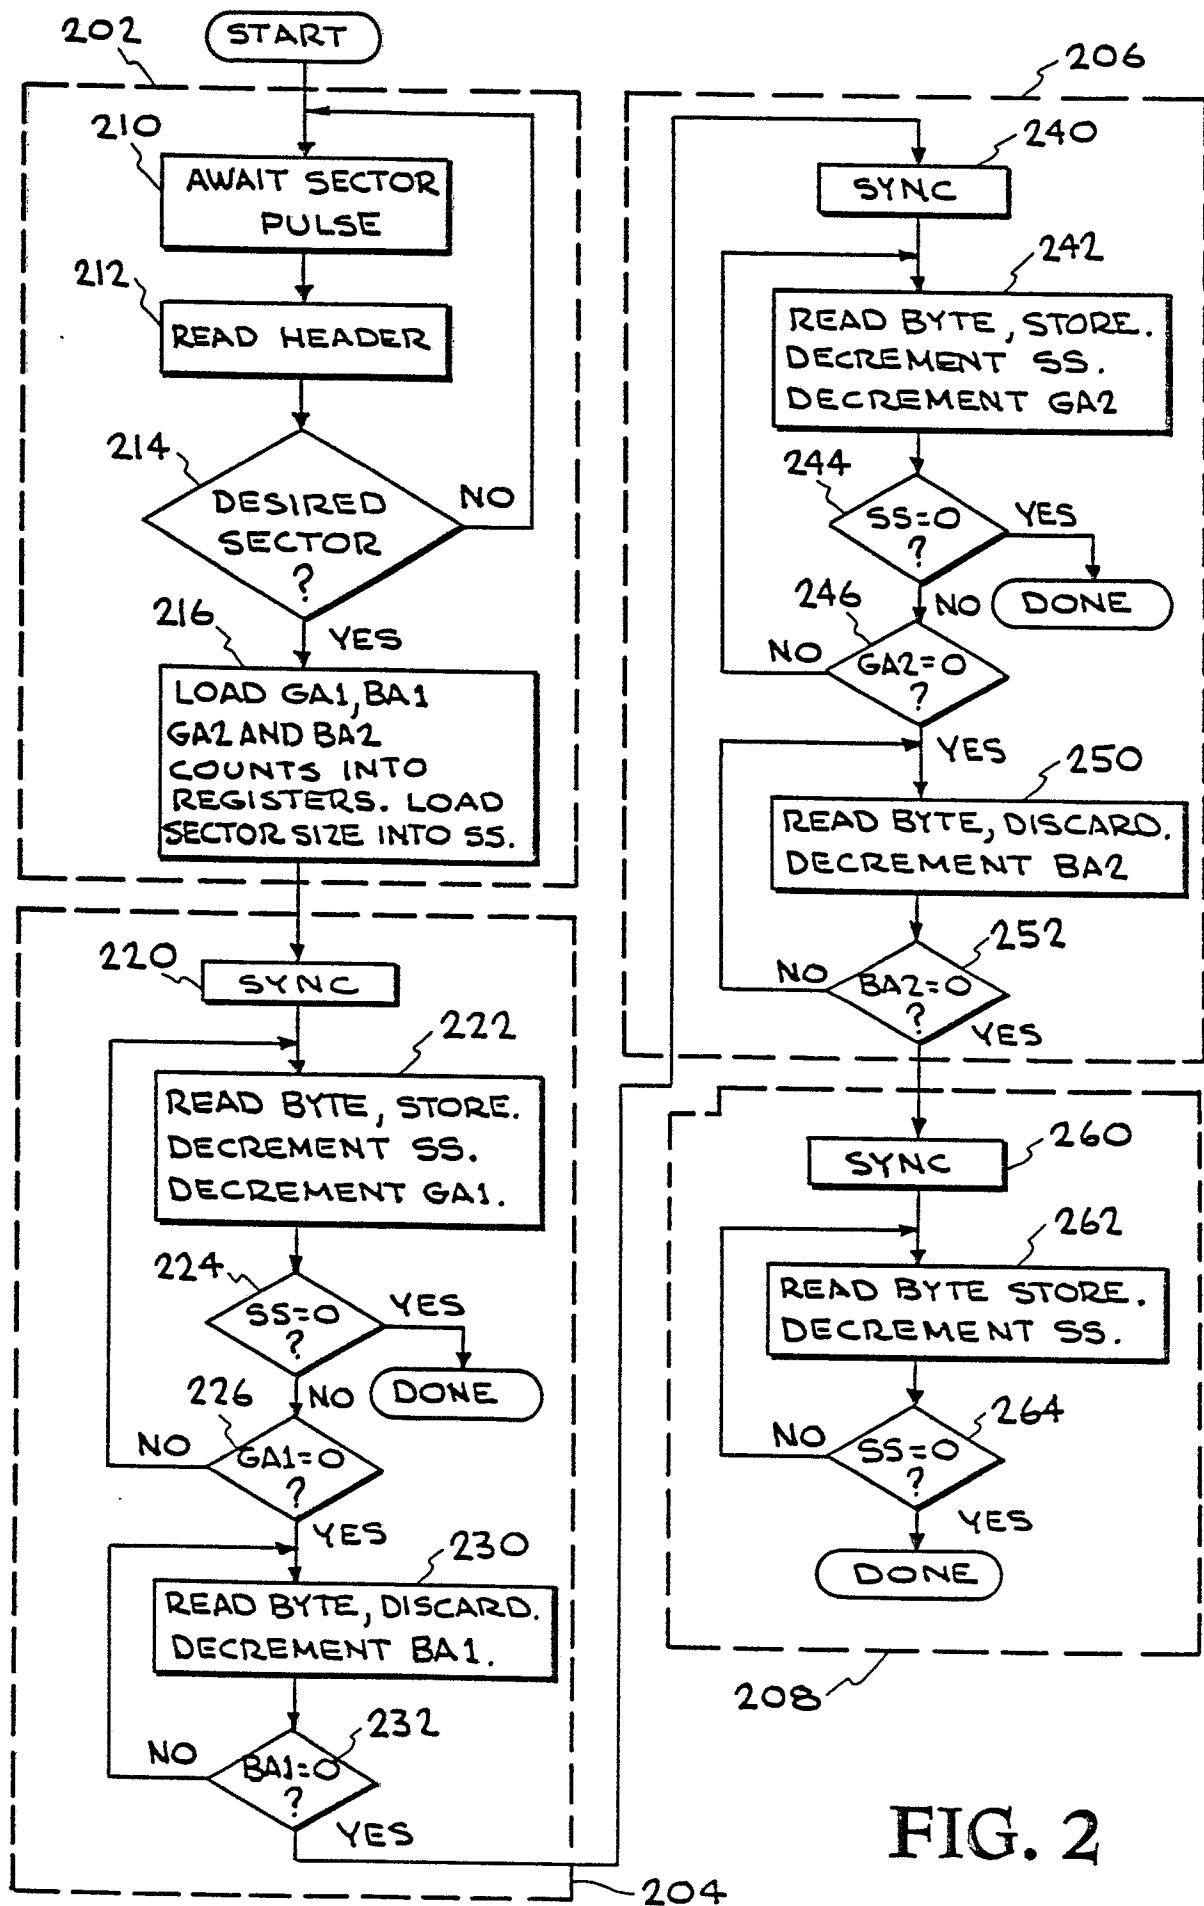 202
START
210
AWAIT SECTOR
PULSE
212
READ HEADER
214
DESIRED
SECTOR
?
NO
YES
216
LOAD GA1, BA1
GA2 AND BA2
COUNTS INTO
REGISTERS. LOAD
SECTOR SIZE INTO SS.
220
SYNC
222
READ BYTE, STORE.
DECREMENT SS.
DECREMENT GA1.
224
SS=0
?
YES
DONE
NO
226
GA1=0
?
NO
YES
230
READ BYTE, DISCARD.
DECREMENT BA1.
232
BA1=0
?
NO
YES
204
206
240
SYNC
242
READ BYTE, STORE.
DECREMENT SS.
DECREMENT GA2
244
SS=0
?
YES
DONE
NO
246
GA2=0
?
NO
YES
250
READ BYTE, DISCARD.
DECREMENT BA2
252
BA2=0
?
NO
YES
260
SYNC
262
READ BYTE STORE.
DECREMENT SS.
264
SS=0
?
NO
YES
DONE
208
FIG. 2